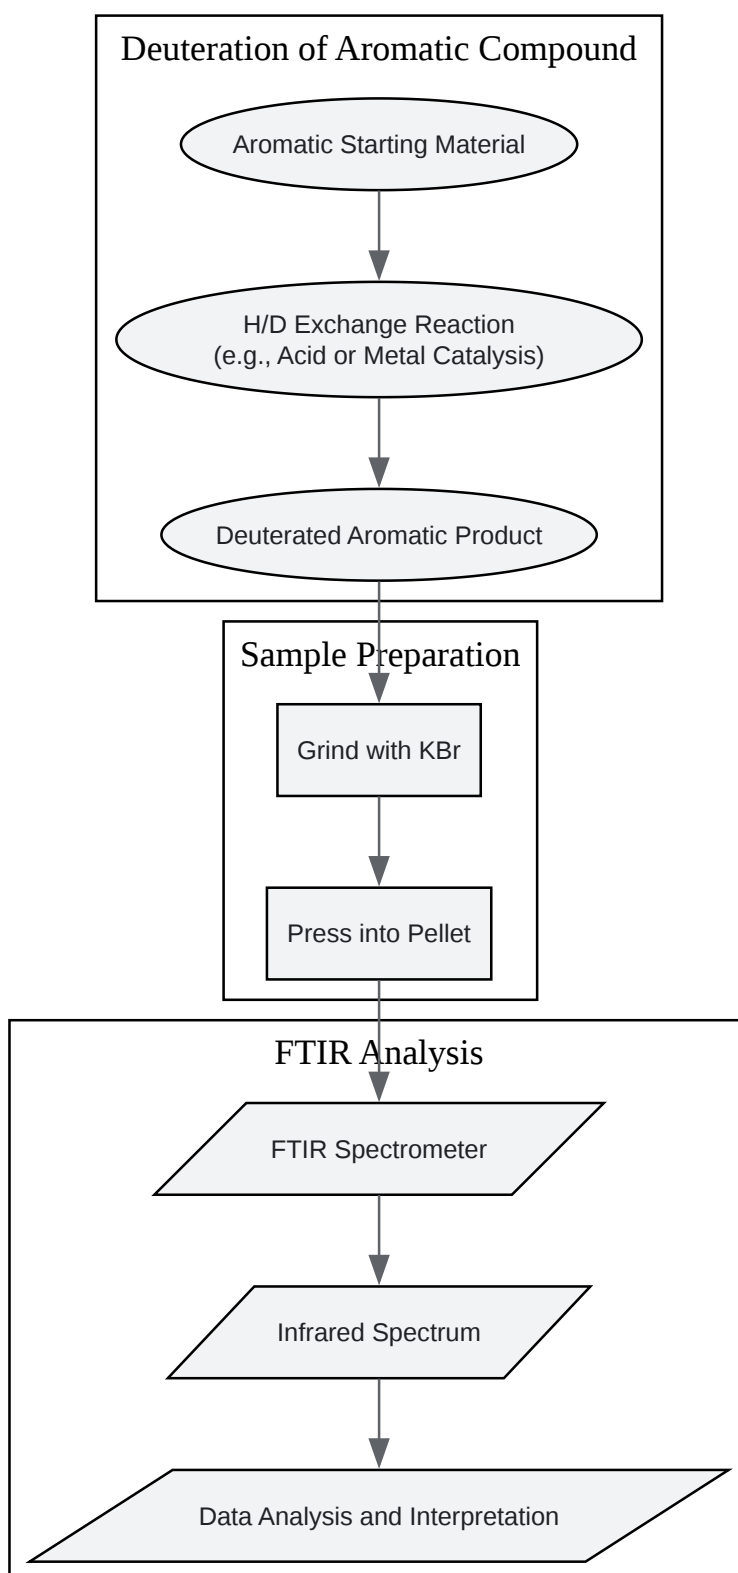 Deuteration of Aromatic Compound
Aromatic Starting Material
H/D Exchange Reaction
(e.g., Acid or Metal Catalysis)
Deuterated Aromatic Product
Sample Preparation
Grind with KBr
Press into Pellet
FTIR Analysis
FTIR Spectrometer
Infrared Spectrum
Data Analysis and Interpretation